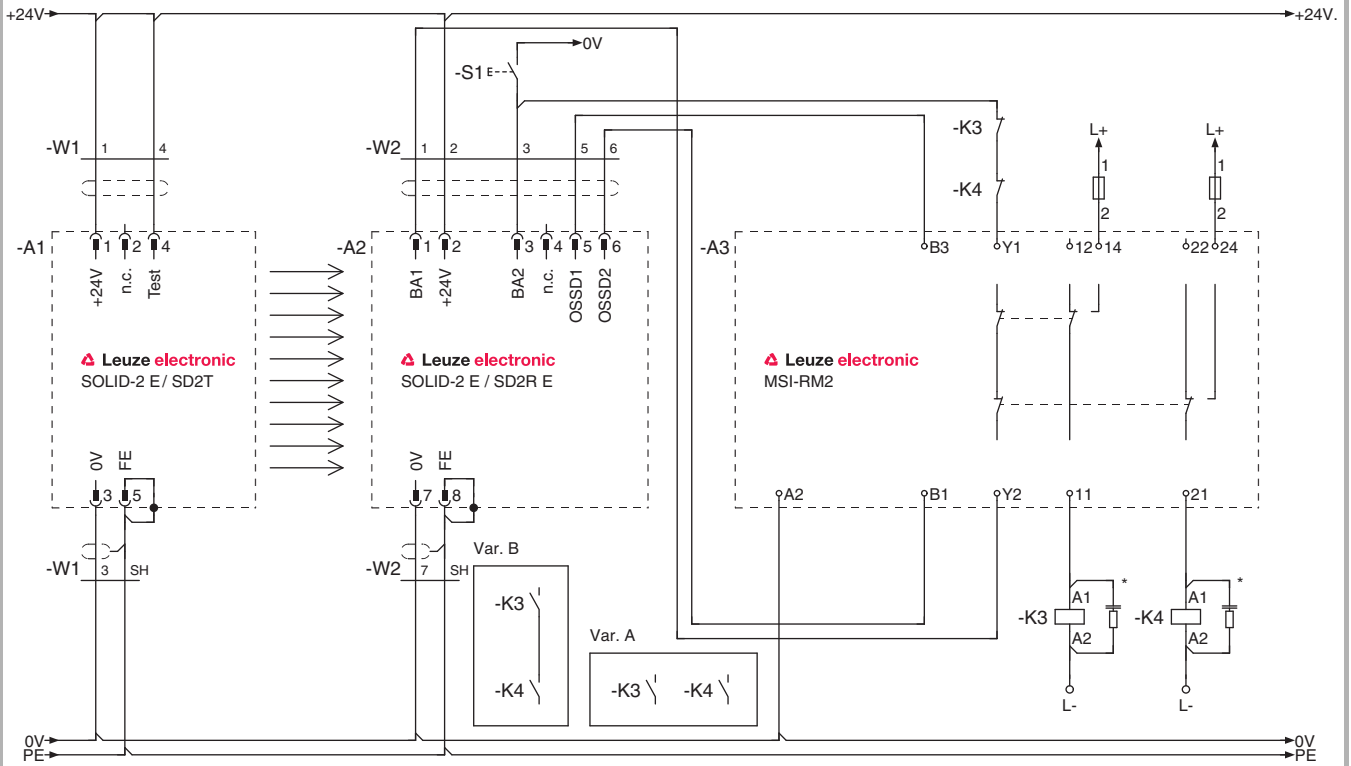 +24V
+24V.
0V
-S1 E
-K3
-K4
L+
1
2
L+
1
2
-W1 1 4
-W2 1 2 3 5 6
-A1
1 2 4
+24V
n.c.
Test
Leuze electronic
SOLID-2 E/ SD2T
0V
FE
3 5
-W1 3 SH
-A2
1 2 3 4 5 6
BA1
+24V
BA2
n.c.
OSSD1
OSSD2
Leuze electronic
SOLID-2 E / SD2R E
0V
FE
7 8
-W2 7 SH
-A3
B3 Y1 12 14 22 24
Leuze electronic
MSI-RM2
A2 B1 Y2 11 21
Var. B
-K3
-K4
Var. A
-K3 -K4
-K3 A1 *
A2
L-
-K4 A1 *
A2
L-
0V
PE
0V
PE